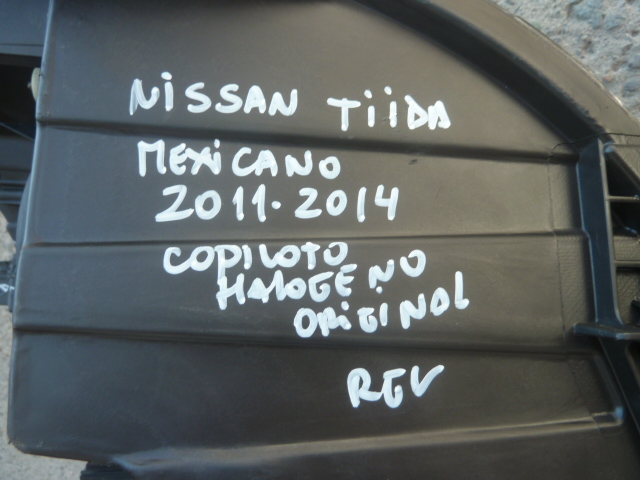 NiSSAN TiiDA
MEXiCANO
2011-2014
COPILOTO
HALOGENO
ORiGiNAL
REV